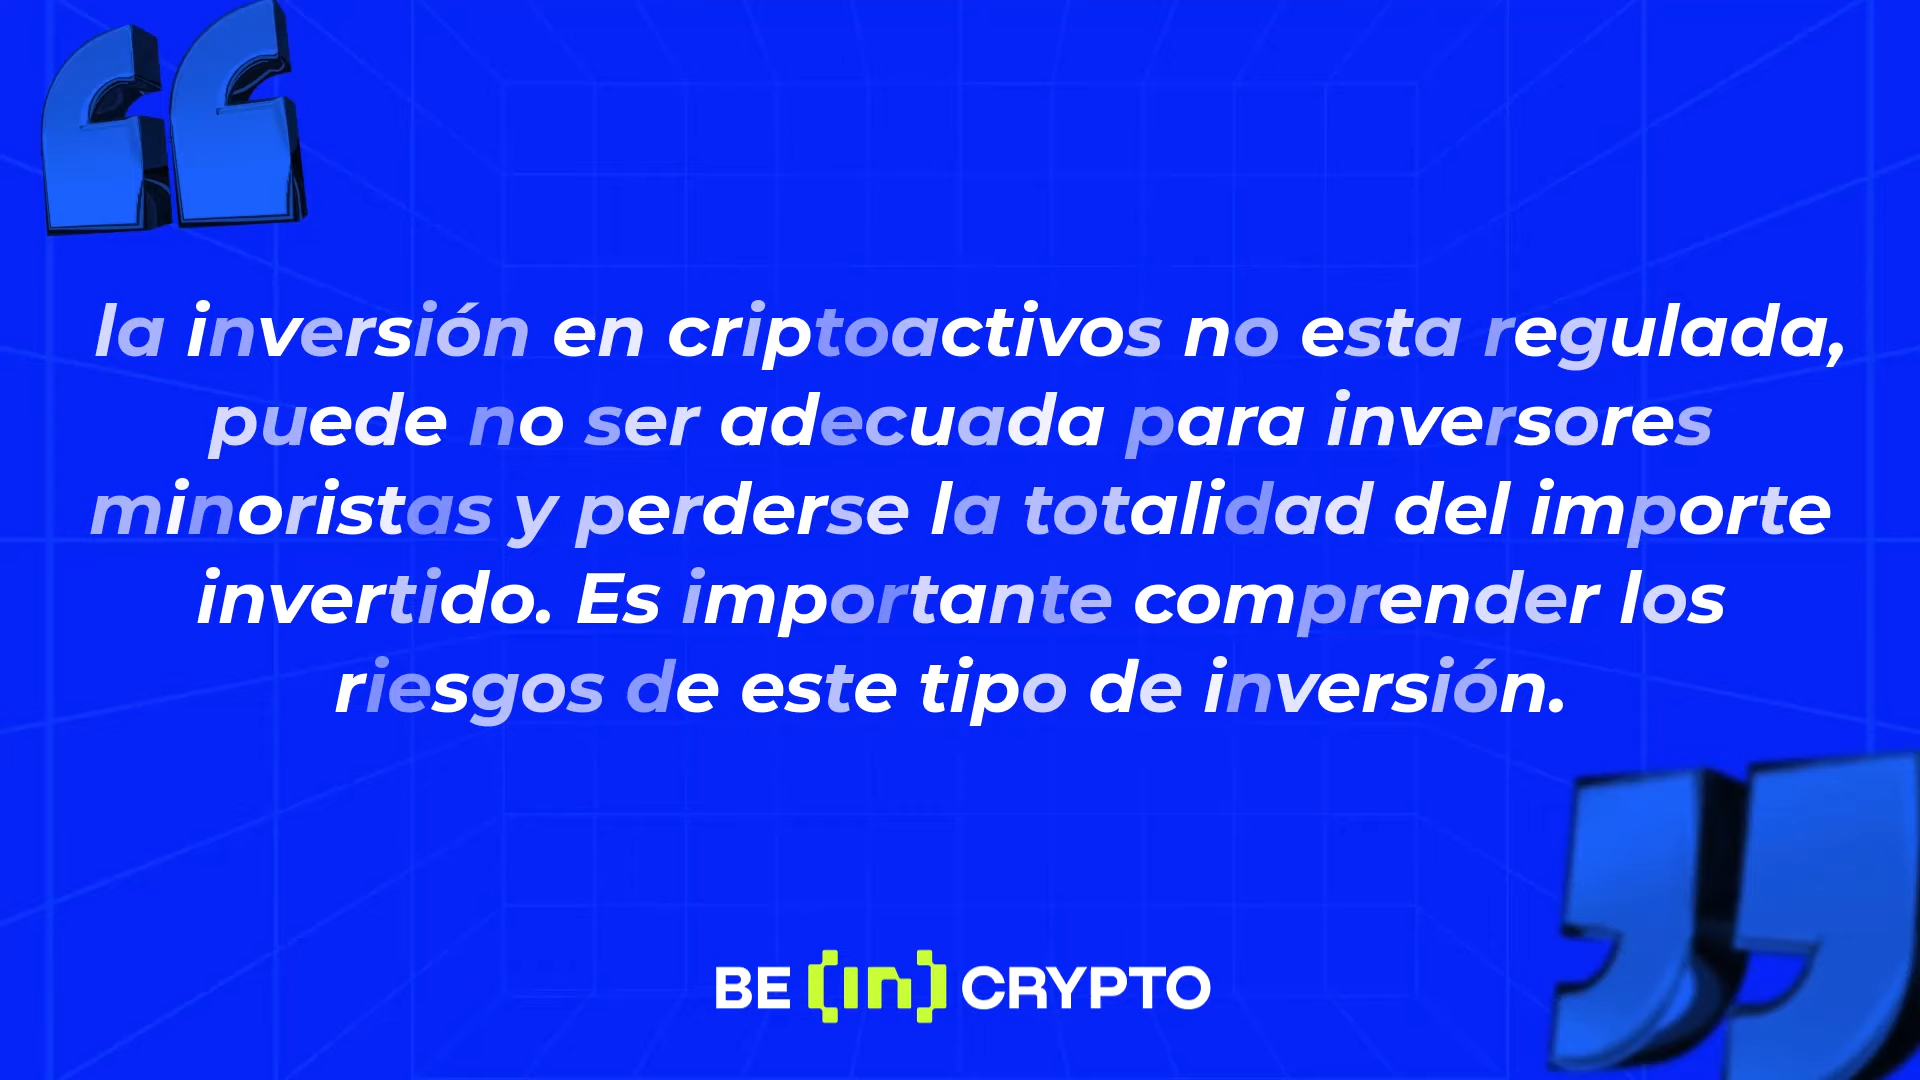 la inversión en criptoactivos no esta regulada,
puede no ser adecuada para inversores
minoristas y perderse la totalidad del importe
invertido. Es importante comprender los
riesgos de este tipo de inversión.
BE [in] CRYPTO